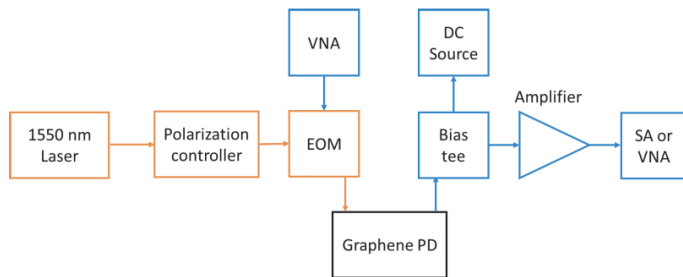 VNA
DC
Source
Amplifier
1550 nm
Laser
Polarization
controller
EOM
Bias
tee
SA or
VNA
Graphene PD